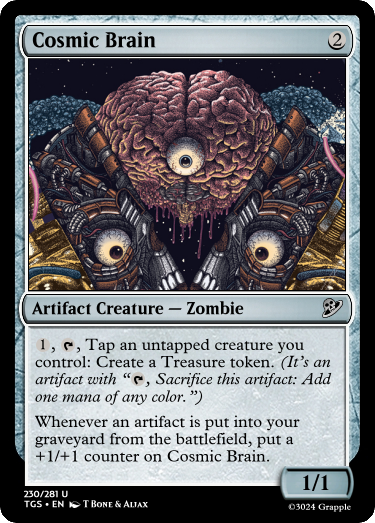 Cosmic Brain 2
Artifact Creature — Zombie
1, T, Tap an untapped creature you
control: Create a Treasure token. (It's an
artifact with “T, Sacrifice this artifact: Add
one mana of any color.”)
Whenever an artifact is put into your
graveyard from the battlefield, put a
+1/+1 counter on Cosmic Brain.
1/1
230/281 U
TGS • EN T Bone & Altax
©3024 Grapple